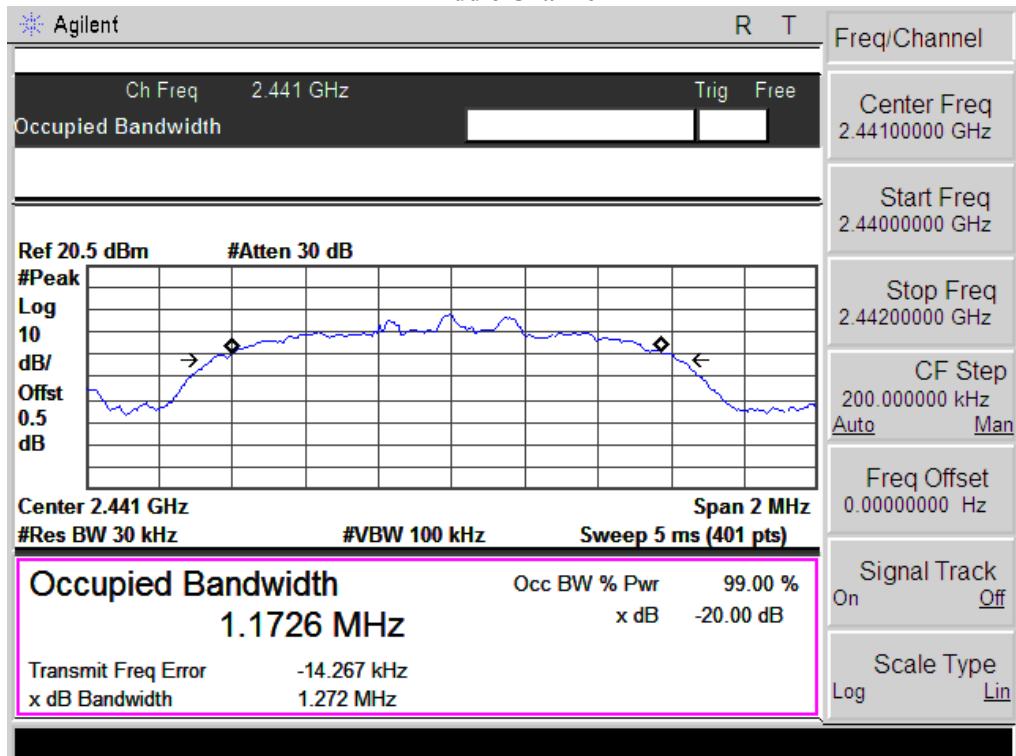 Agilent R T
Ch Freq 2.441 GHz Trig Free
Occupied Bandwidth
Ref 20.5 dBm #Atten 30 dB
#Peak
Log
10
dB/
Offst
0.5
dB
Center 2.441 GHz Span 2 MHz
#Res BW 30 kHz #VBW 100 kHz Sweep 5 ms (401 pts)
Occupied Bandwidth Occ BW % Pwr 99.00 %
1.1726 MHz x dB -20.00 dB
Transmit Freq Error -14.267 kHz
x dB Bandwidth 1.272 MHz
Freq/Channel
Center Freq
2.44100000 GHz
Start Freq
2.44000000 GHz
Stop Freq
2.44200000 GHz
CF Step
200.000000 kHz
Auto Man
Freq Offset
0.00000000 Hz
Signal Track
On Off
Scale Type
Log Lin